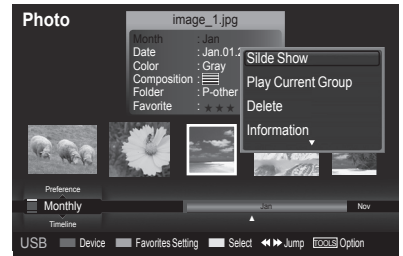 Photo
image_1.jpg
Month : Jan
Date : Jan.01.2
Color : Gray
Composition :
Folder : P-other
Favorite : ★ ★ ★
Silde Show
Play Current Group
Delete
Information
Preference
Monthly
Timeline
Jan
Nov
USB Device Favorites Setting Select Jump TOOLS Option